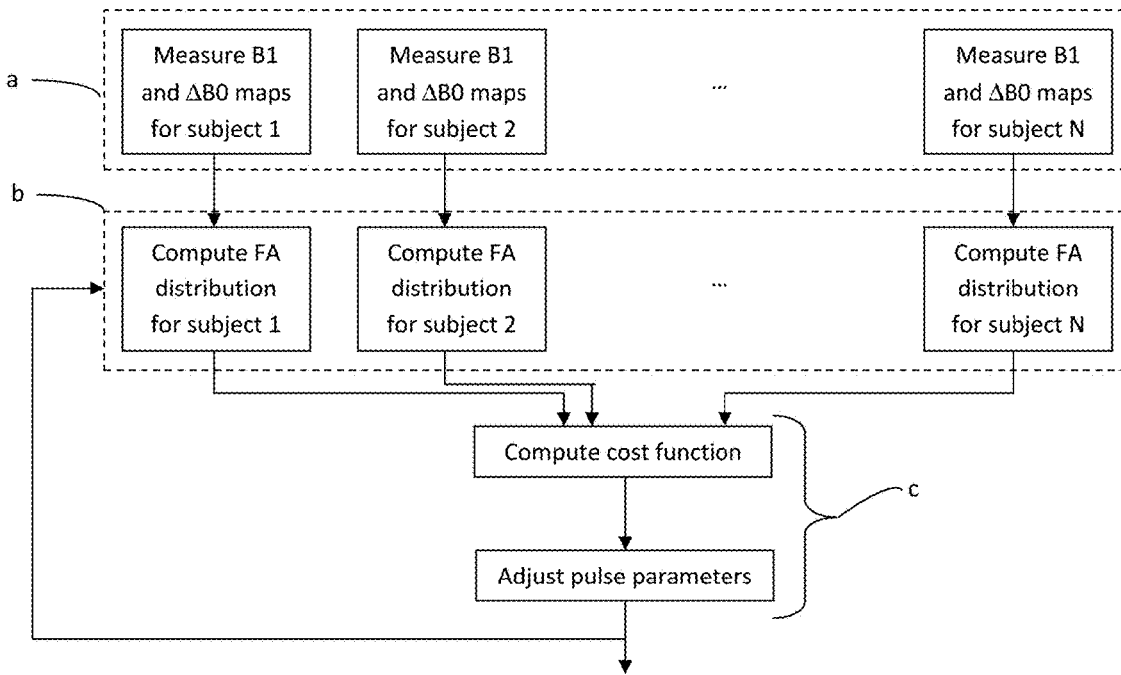 a
Measure B1
and ΔB0 maps
for subject 1
Measure B1
and ΔB0 maps
for subject 2
...
Measure B1
and ΔB0 maps
for subject N
b
Compute FA
distribution
for subject 1
Compute FA
distribution
for subject 2
...
Compute FA
distribution
for subject N
Compute cost function
c
Adjust pulse parameters